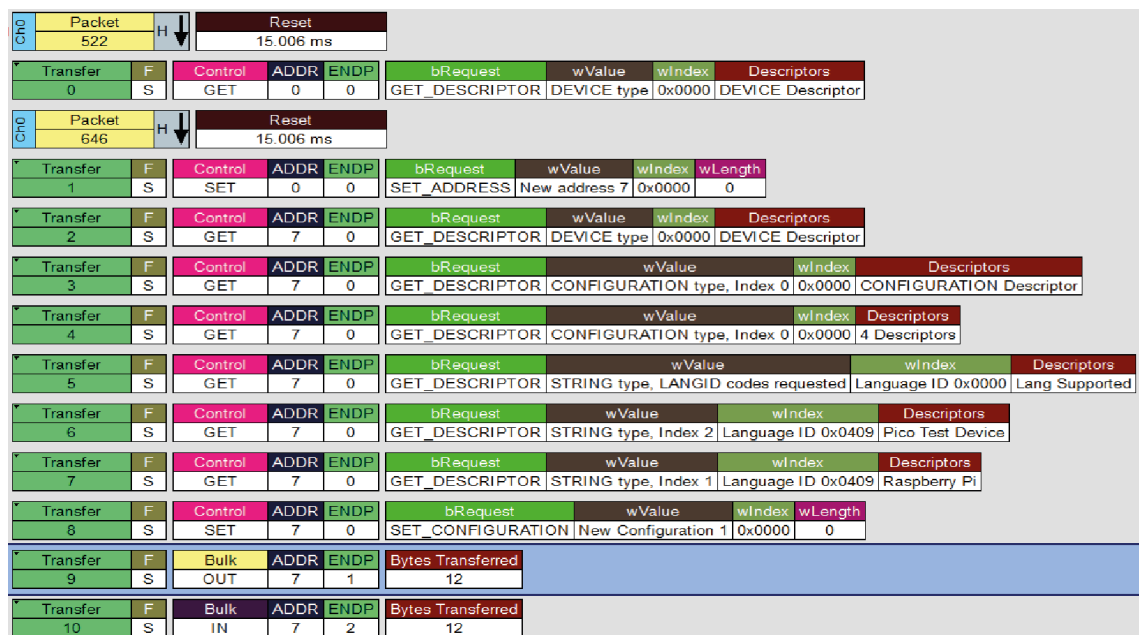 Ch0 Packet H Reset
522 15.006 ms
Transfer F Control ADDR ENDP bRequest wValue wIndex Descriptors
0 S GET 0 0 GET_DESCRIPTOR DEVICE type 0x0000 DEVICE Descriptor
Ch0 Packet H Reset
646 15.006 ms
Transfer F Control ADDR ENDP bRequest wValue wIndex wLength
1 S SET 0 0 SET_ADDRESS New address 7 0x0000 0
Transfer F Control ADDR ENDP bRequest wValue wIndex Descriptors
2 S GET 7 0 GET_DESCRIPTOR DEVICE type 0x0000 DEVICE Descriptor
Transfer F Control ADDR ENDP bRequest wValue wIndex Descriptors
3 S GET 7 0 GET_DESCRIPTOR CONFIGURATION type, Index 0 0x0000 CONFIGURATION Descriptor
Transfer F Control ADDR ENDP bRequest wValue wIndex Descriptors
4 S GET 7 0 GET_DESCRIPTOR CONFIGURATION type, Index 0 0x0000 4 Descriptors
Transfer F Control ADDR ENDP bRequest wValue wIndex Descriptors
5 S GET 7 0 GET_DESCRIPTOR STRING type, LANGID codes requested Language ID 0x0000 Lang Supported
Transfer F Control ADDR ENDP bRequest wValue wIndex Descriptors
6 S GET 7 0 GET_DESCRIPTOR STRING type, Index 2 Language ID 0x0409 Pico Test Device
Transfer F Control ADDR ENDP bRequest wValue wIndex Descriptors
7 S GET 7 0 GET_DESCRIPTOR STRING type, Index 1 Language ID 0x0409 Raspberry Pi
Transfer F Control ADDR ENDP bRequest wValue wIndex wLength
8 S SET 7 0 SET_CONFIGURATION New Configuration 1 0x0000 0
Transfer F Bulk ADDR ENDP Bytes Transferred
9 S OUT 7 1 12
Transfer F Bulk ADDR ENDP Bytes Transferred
10 S IN 7 2 12